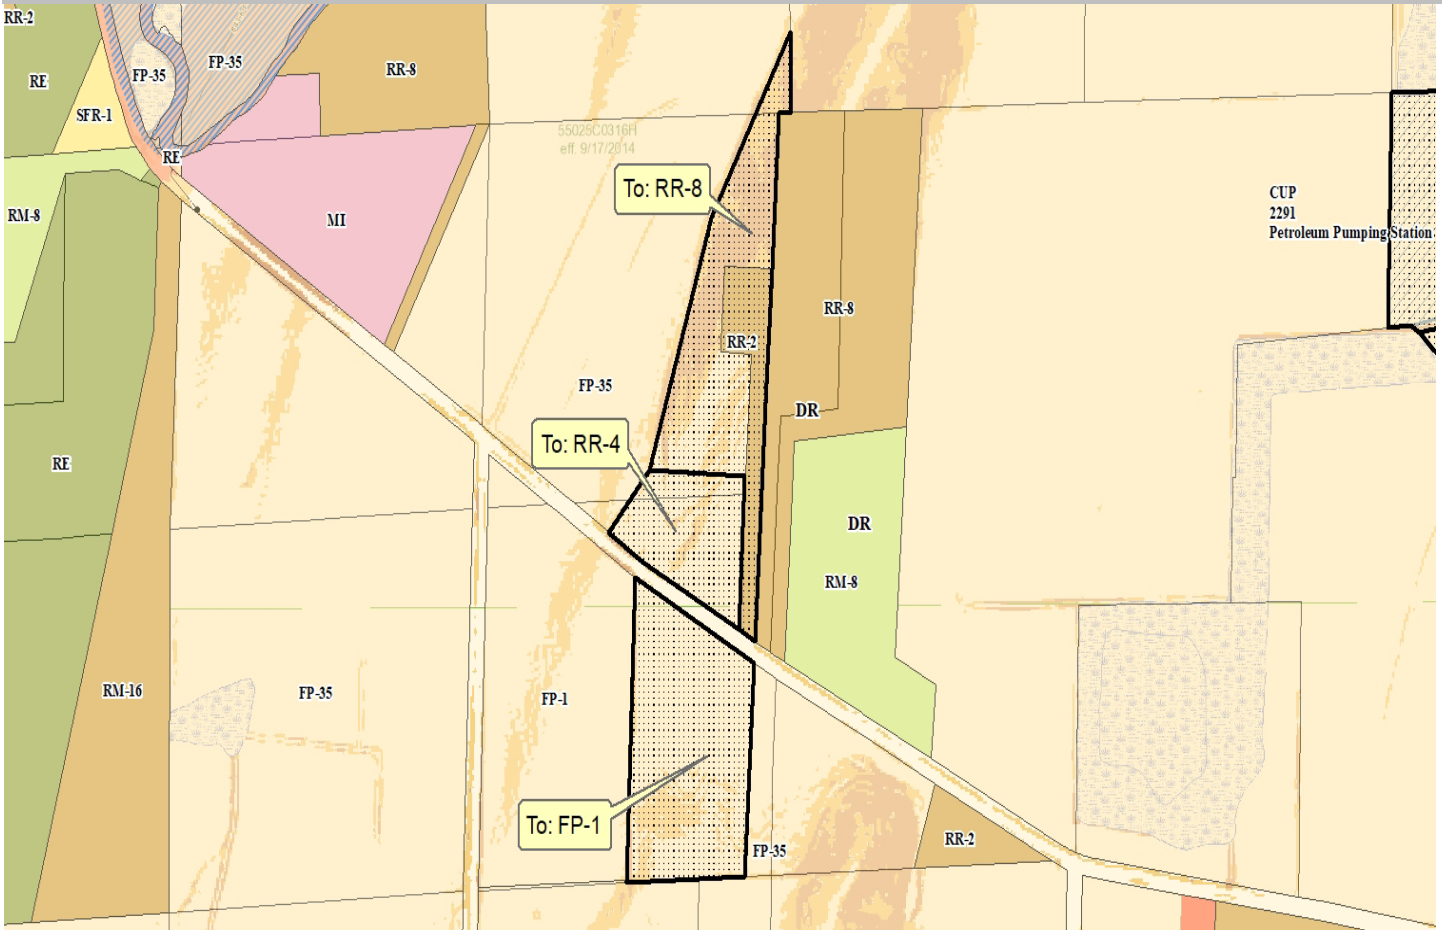 RR-2
FP-35
FP-35
RR-8
RE
SFR-1
55025C0316H
eff. 9/17/2014
RE
To: RR-8
CUP
2291
Petroleum Pumping Station
RM-8
MI
RR-8
RR-2
FP-35
DR
To: RR-4
RE
DR
RM-8
RM-16
FP-35
FP-1
To: FP-1
RR-2
FP-35